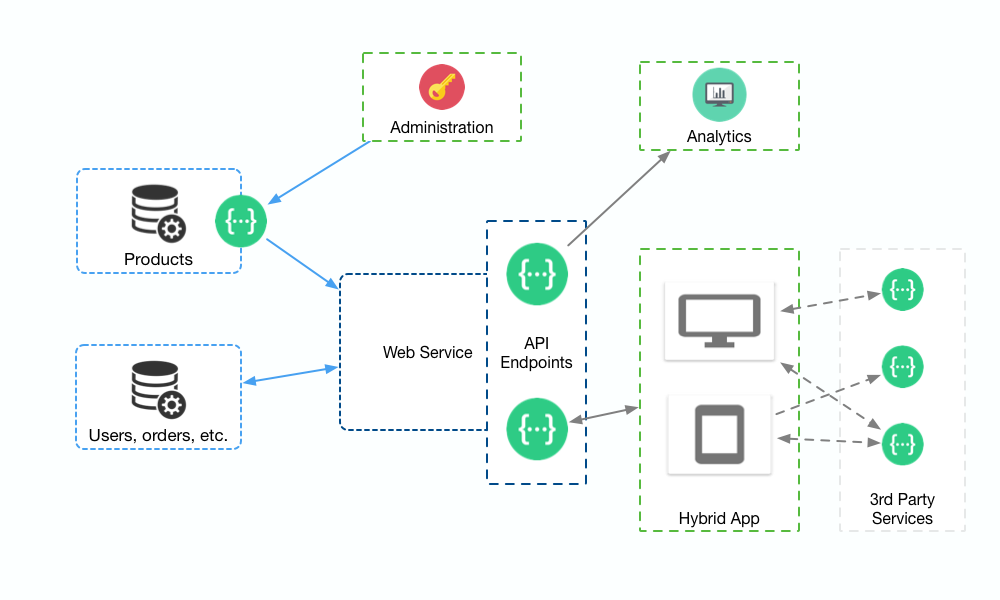 Administration
Analytics
Products
Web Service
API
Endpoints
Users, orders, etc.
Hybrid App
3rd Party
Services